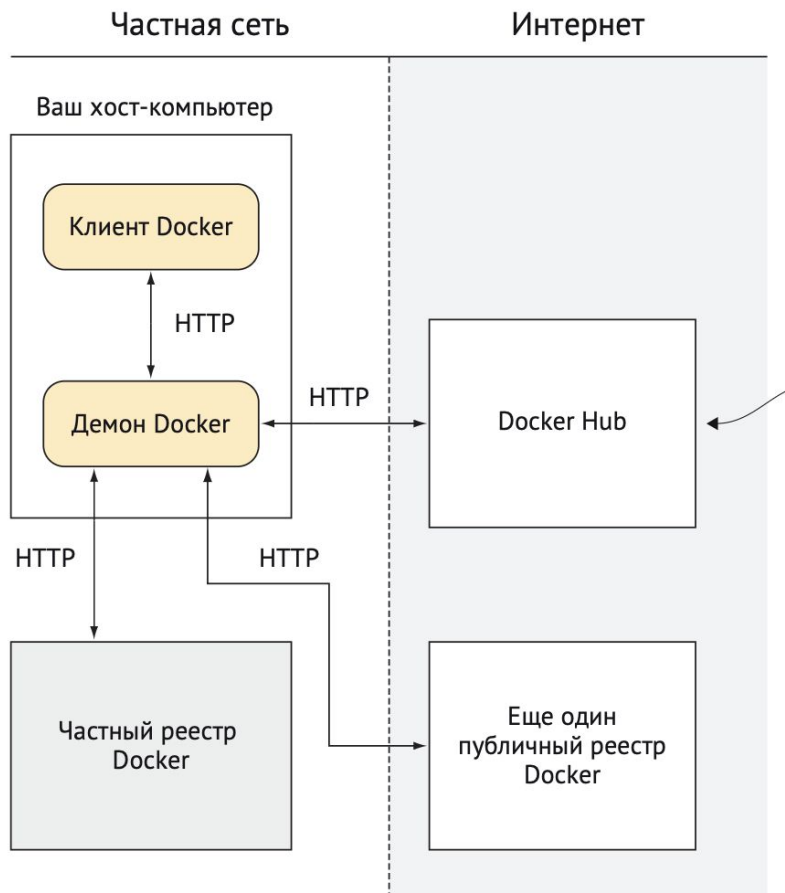 Частная сеть
Интернет
Ваш хост-компьютер
Клиент Docker
HTTP
Демон Docker
HTTP
Docker Hub
HTTP
HTTP
Частный реестр
Docker
Еще один
публичный реестр
Docker